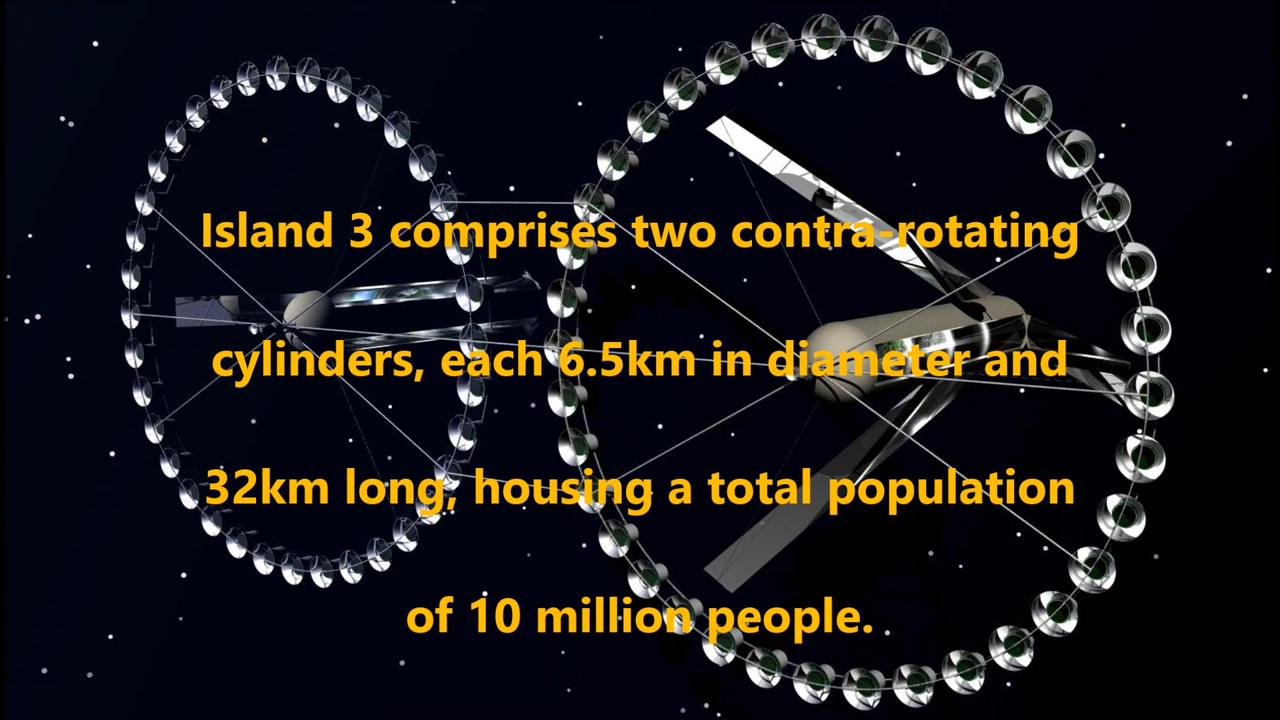 Island 3 comprises two contra-rotating
cylinders, each 6.5km in diameter and
32km long, housing a total population
of 10 million people.